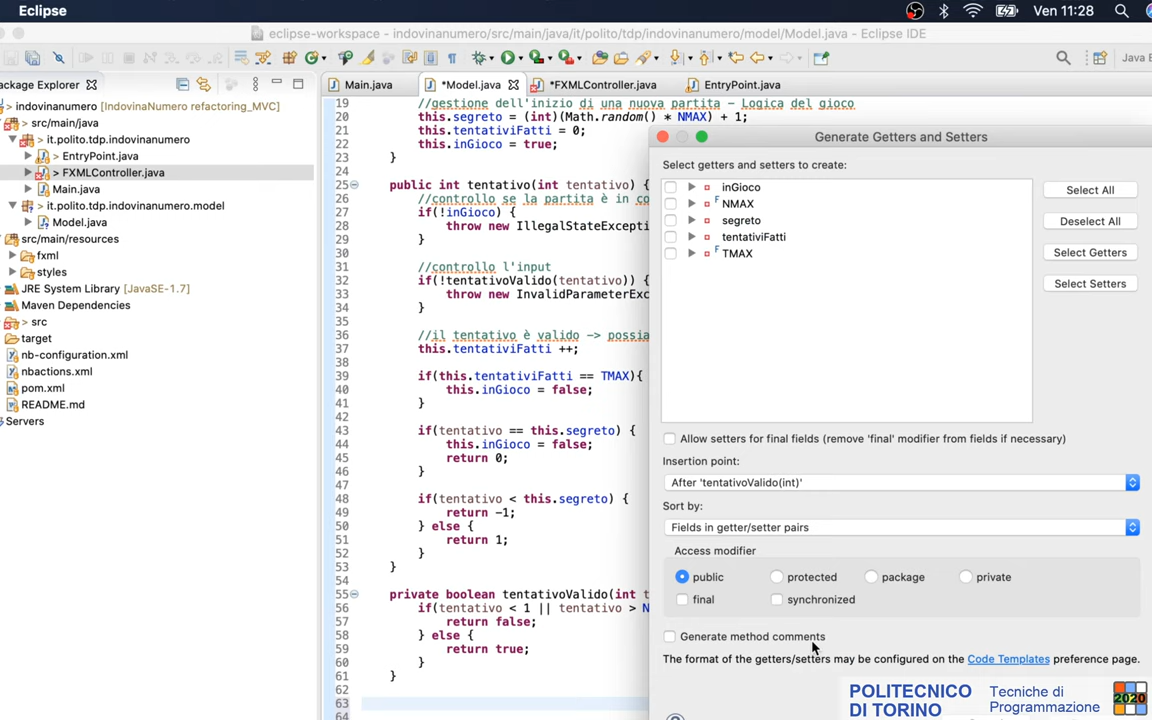 Eclipse
Ven 11:28
eclipse-workspace - indovinanumero/src/main/java/it/polito/tdp/indovinanumero/model/Model.java - Eclipse IDE
Java E
ackage Explorer
Main.java
*Model.java
*FXMLController.java
EntryPoint.java
> indovinanumero [IndovinaNumero refactoring_MVC]
> src/main/java
> it.polito.tdp.indovinanumero
> EntryPoint.java
> FXMLController.java
> Main.java
> it.polito.tdp.indovinanumero.model
Model.java
src/main/resources
fxml
styles
JRE System Library [JavaSE-1.7]
Maven Dependencies
> src
target
nb-configuration.xml
nbactions.xml
pom.xml
README.md
Servers
19 //gestione dell'inizio di una nuova partita - Logica del gioco
20 this.segreto = (int)(Math.random() * NMAX) + 1;
21 this.tentativiFatti = 0;
22 this.inGioco = true;
23 }
24
25 public int tentativo(int tentativo) {
26 //controllo se la partita è in co
27 if(!inGioco) {
28 throw new IllegalStateExcepti
29 }
30
31 //controllo l'input
32 if(!tentativoValido(tentativo)) {
33 throw new InvalidParameterExc
34 }
35
36 //il tentativo è valido -> possia
37 this.tentativiFatti ++;
38
39 if(this.tentativiFatti == TMAX){
40 this.inGioco = false;
41 }
42
43 if(tentativo == this.segreto) {
44 this.inGioco = false;
45 return 0;
46 }
47
48 if(tentativo < this.segreto) {
49 return -1;
50 } else {
51 return 1;
52 }
53 }
54
55 private boolean tentativoValido(int t
56 if(tentativo < 1 || tentativo > N
57 return false;
58 } else {
59 return true;
60 }
61 }
62
63
64
Generate Getters and Setters
Select getters and setters to create:
inGioco
F NMAX
segreto
tentativiFatti
F TMAX
Select All
Deselect All
Select Getters
Select Setters
Allow setters for final fields (remove 'final' modifier from fields if necessary)
Insertion point:
After 'tentativoValido(int)'
Sort by:
Fields in getter/setter pairs
Access modifier
public protected package private
final synchronized
Generate method comments
The format of the getters/setters may be configured on the Code Templates preference page.
POLITECNICO
DI TORINO
Tecniche di
Programmazione
2020